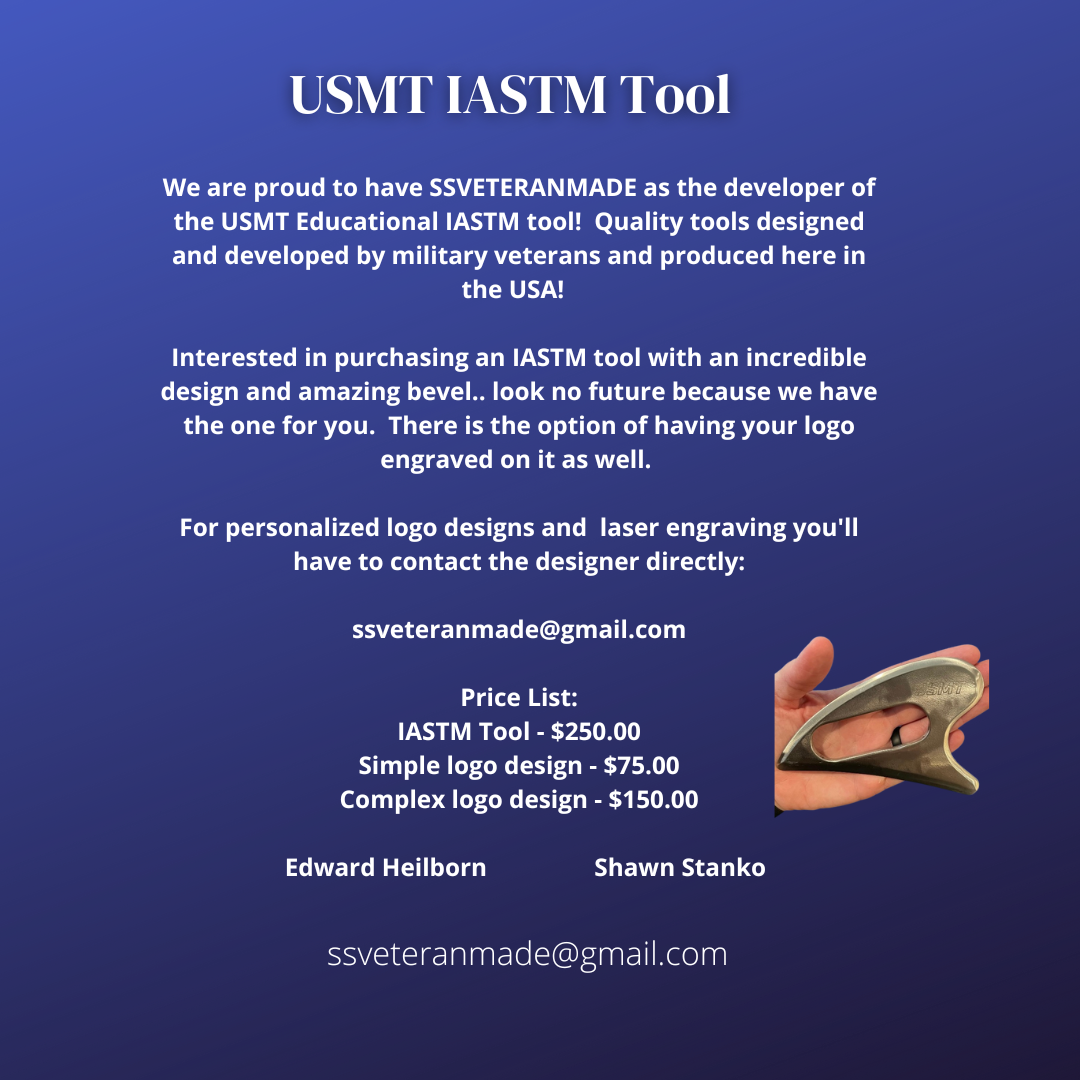 USMT IASTM Tool
We are proud to have SSVETERANMADE as the developer of
the USMT Educational IASTM tool!  Quality tools designed
and developed by military veterans and produced here in
the USA!
Interested in purchasing an IASTM tool with an incredible
design and amazing bevel.. look no future because we have
the one for you.  There is the option of having your logo
engraved on it as well.
For personalized logo designs and  laser engraving you'll
have to contact the designer directly:
ssveteranmade@gmail.com
USMT
Price List:
IASTM Tool - $250.00
Simple logo design - $75.00
Complex logo design - $150.00
Edward Heilborn Shawn Stanko
ssveteranmade@gmail.com